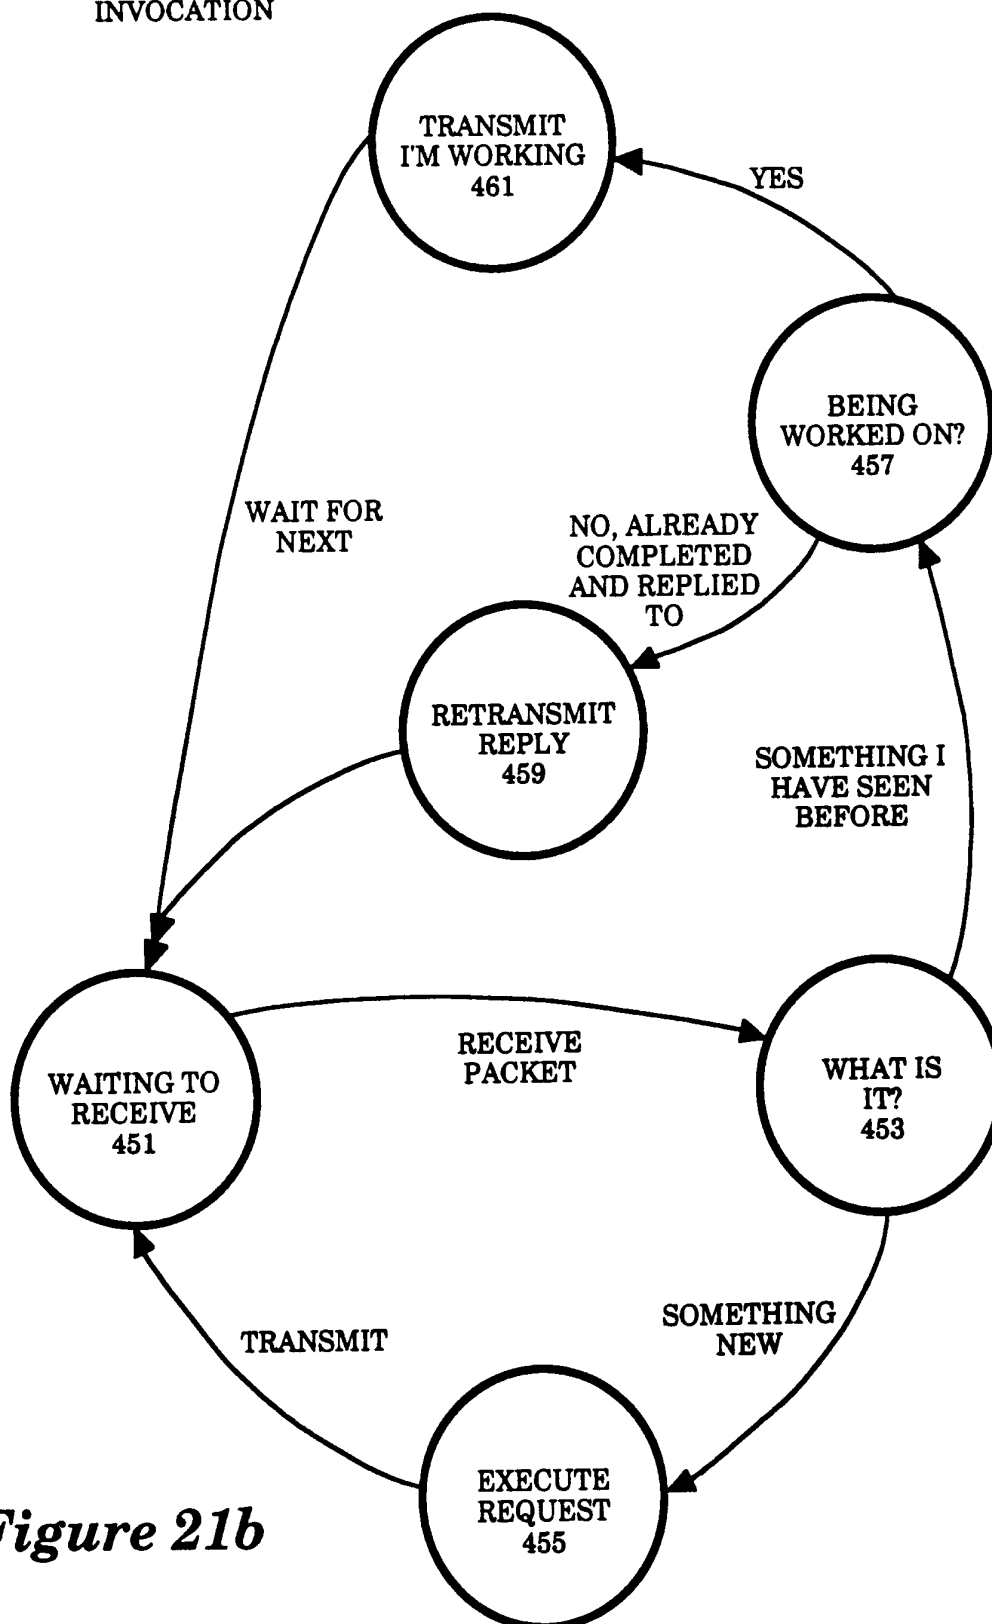 INVOCATION
TRANSMIT
I'M WORKING
461
YES
BEING
WORKED ON?
457
WAIT FOR
NEXT
NO, ALREADY
COMPLETED
AND REPLIED
TO
RETRANSMIT
REPLY
459
SOMETHING I
HAVE SEEN
BEFORE
RECEIVE
PACKET
WAITING TO
RECEIVE
451
WHAT IS
IT?
453
TRANSMIT
SOMETHING
NEW
EXECUTE
REQUEST
455
Figure 21b